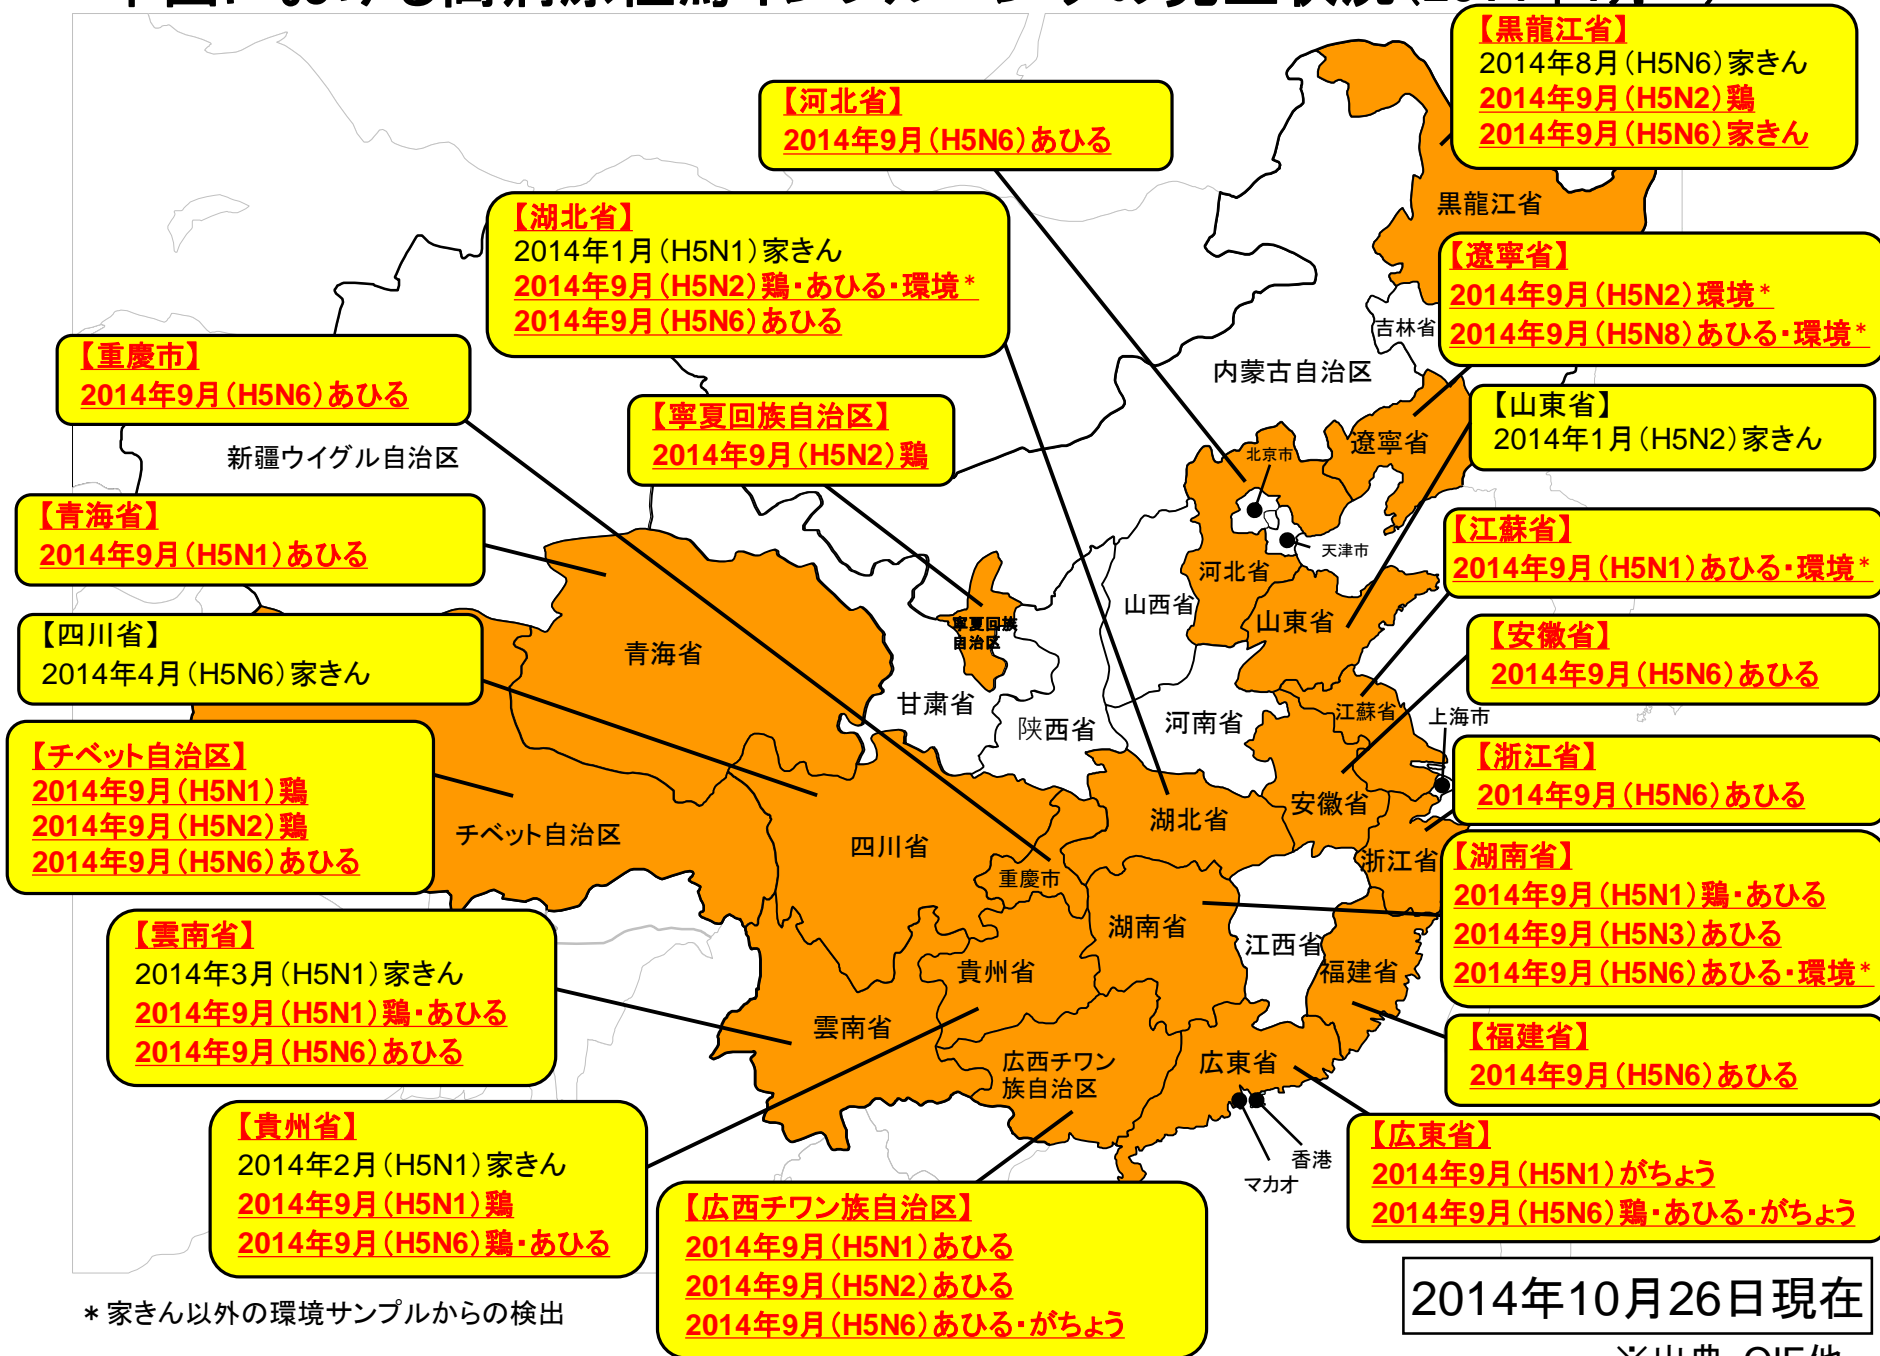 【黒龍江省】
2014年8月（H5N6）家きん
2014年9月（H5N2）鶏
2014年9月（H5N6）家きん
【河北省】
2014年9月（H5N6）あひる
【湖北省】
2014年1月（H5N1）家きん
2014年9月（H5N2）鶏・あひる・環境*
2014年9月（H5N6）あひる
【遼寧省】
2014年9月（H5N2）環境*
2014年9月（H5N8）あひる・環境*
【重慶市】
2014年9月（H5N6）あひる
【寧夏回族自治区】
2014年9月（H5N2）鶏
【山東省】
2014年1月（H5N2）家きん
【青海省】
2014年9月（H5N1）あひる
【江蘇省】
2014年9月（H5N1）あひる・環境*
【四川省】
2014年4月（H5N6）家きん
【安徽省】
2014年9月（H5N6）あひる
【チベット自治区】
2014年9月（H5N1）鶏
2014年9月（H5N2）鶏
2014年9月（H5N6）あひる
【浙江省】
2014年9月（H5N6）あひる
【湖南省】
2014年9月（H5N1）鶏・あひる
2014年9月（H5N3）あひる
2014年9月（H5N6）あひる・環境*
【雲南省】
2014年3月（H5N1）家きん
2014年9月（H5N1）鶏・あひる
2014年9月（H5N6）あひる
【福建省】
2014年9月（H5N6）あひる
【貴州省】
2014年2月（H5N1）家きん
2014年9月（H5N1）鶏
2014年9月（H5N6）鶏・あひる
【広西チワン族自治区】
2014年9月（H5N1）あひる
2014年9月（H5N2）あひる
2014年9月（H5N6）あひる・がちょう
【広東省】
2014年9月（H5N1）がちょう
2014年9月（H5N6）鶏・あひる・がちょう
黒龍江省
吉林省
内蒙古自治区
遼寧省
新疆ウイグル自治区
北京市
天津市
河北省
山西省
山東省
寧夏回族
自治区
青海省
甘粛省
陕西省
河南省
江蘇省
上海市
安徽省
湖北省
チベット自治区
四川省
重慶市
浙江省
湖南省
江西省
福建省
貴州省
雲南省
広西チワン
族自治区
広東省
香港
マカオ
*家きん以外の環境サンプルからの検出
2014年10月26日現在